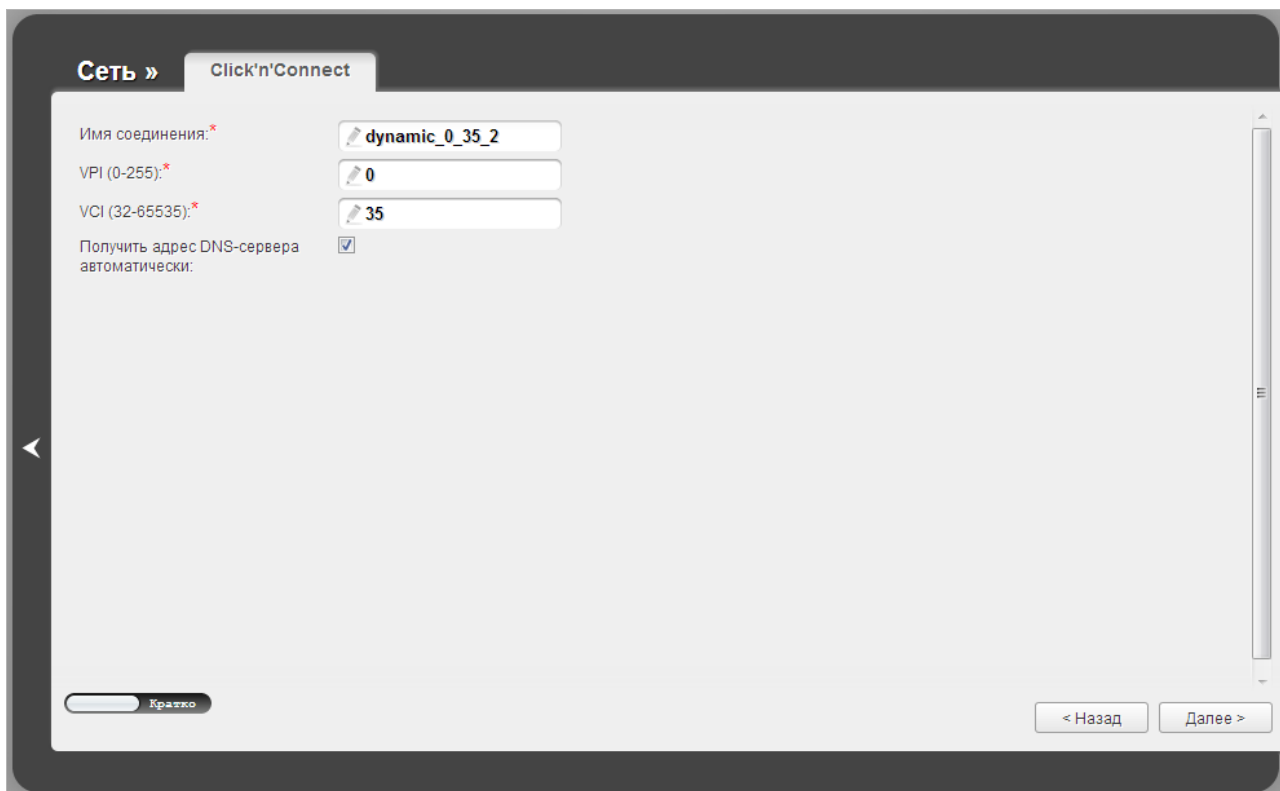 Сеть »
Click'n'Connect
Имя соединения:*
dynamic_0_35_2
VPI (0-255):*
0
VCI (32-65535):*
35
Получить адрес DNS-сервера
автоматически:
Кратко
< Назад
Далее >